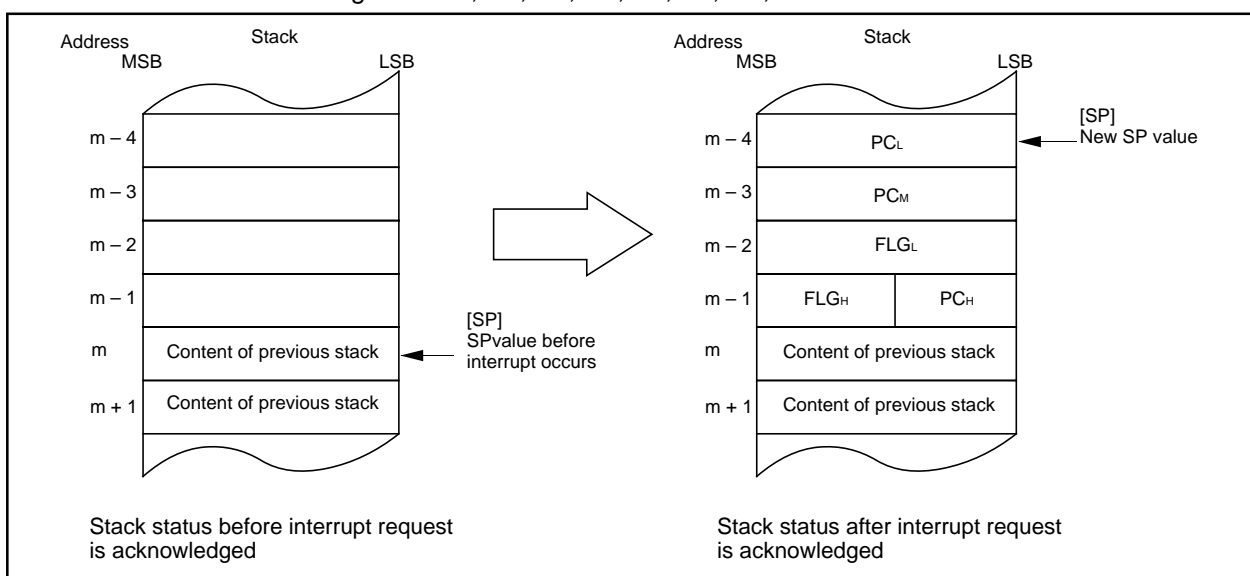 Address
MSB
Stack
LSB
m – 4
m – 3
m – 2
m – 1
m
Content of previous stack
m + 1
Content of previous stack
[SP]
SPvalue before
interrupt occurs
Stack status before interrupt request
is acknowledged
Address
MSB
Stack
LSB
m – 4
PCL
m – 3
PCM
m – 2
FLGL
m – 1
FLGH
PCH
m
Content of previous stack
m + 1
Content of previous stack
[SP]
New SP value
Stack status after interrupt request
is acknowledged